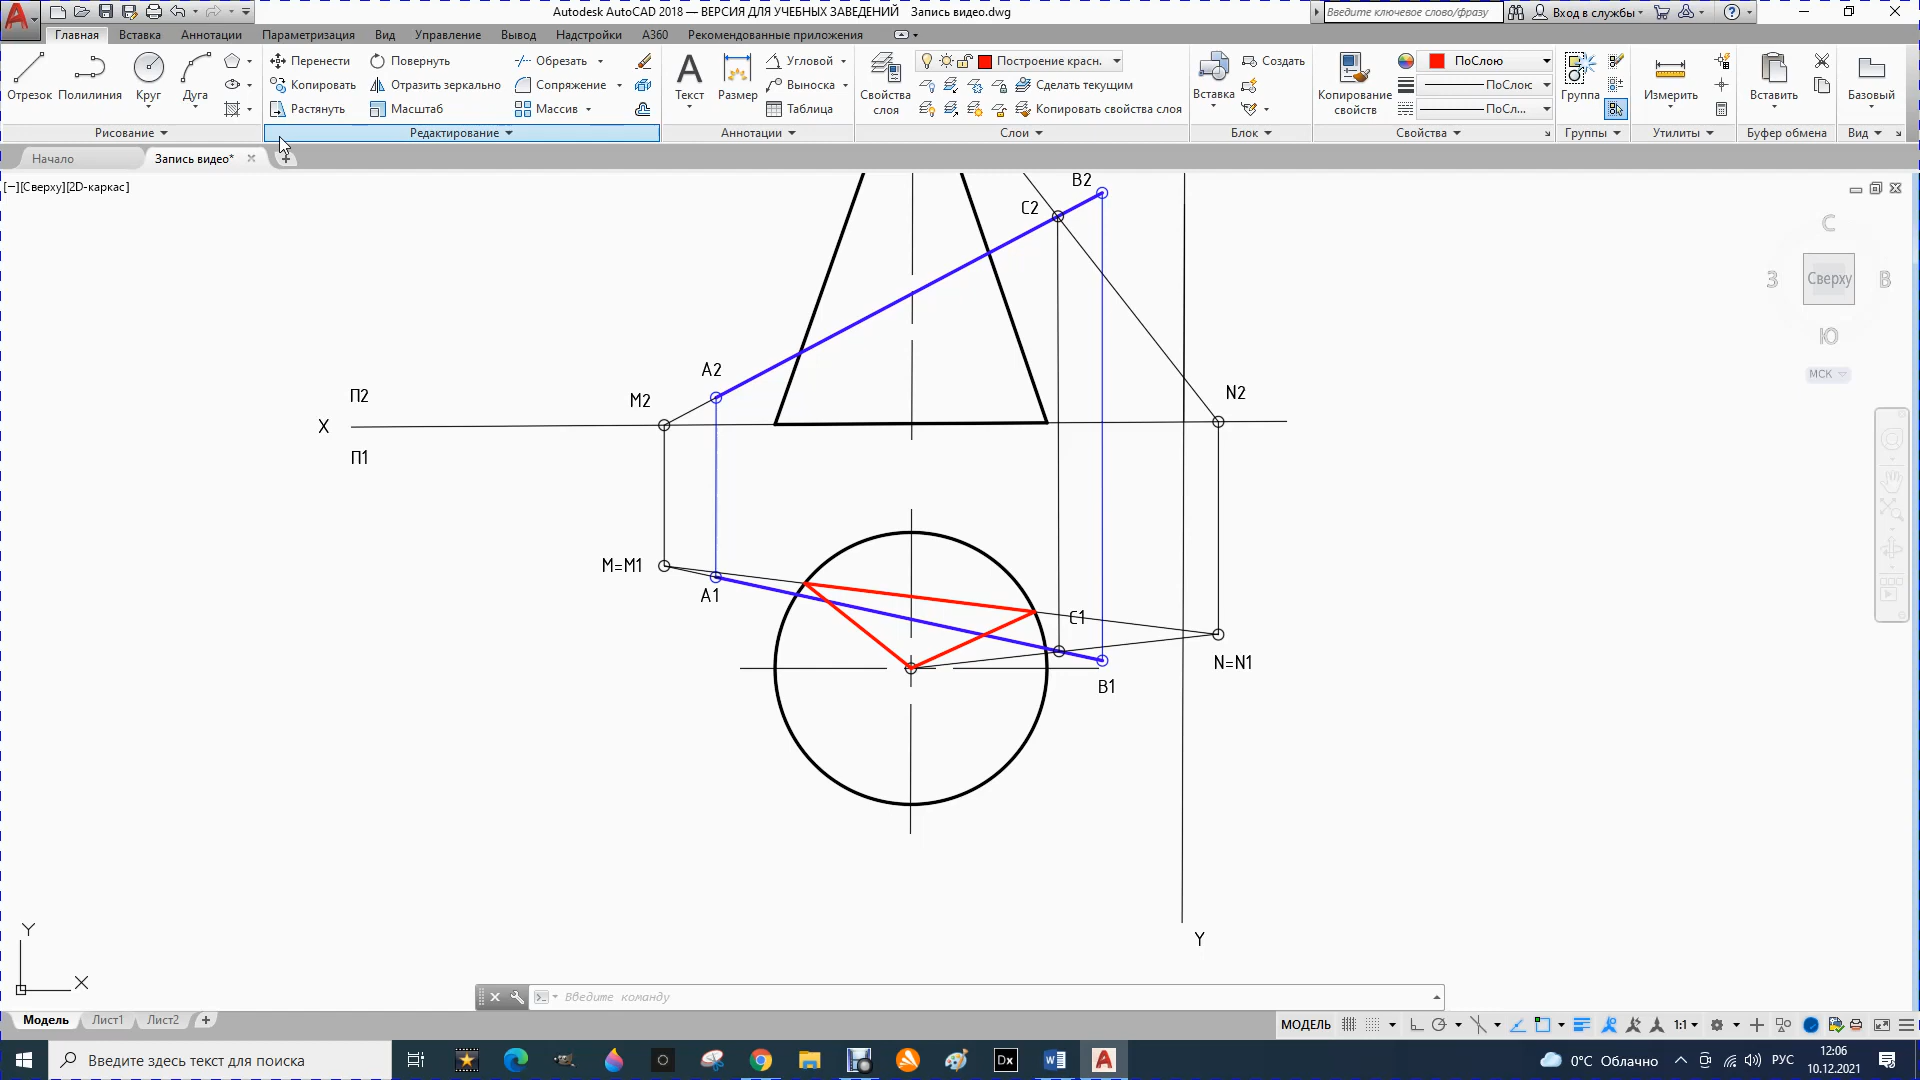 Autodesk AutoCAD 2018 — ВЕРСИЯ ДЛЯ УЧЕБНЫХ ЗАВЕДЕНИЙ Запись видео.dwg
Введите ключевое слово/фразу
Вход в службы
Главная Вставка Аннотации Параметризация Вид Управление Вывод Надстройки A360 Рекомендованные приложения
Отрезок Полилиния Круг Дуга
Перенести Повернуть Обрезать
Копировать Отразить зеркально Сопряжение
Растянуть Масштаб Массив
Текст Размер
Угловой
Выноска
Таблица
Свойства слоя
Построение красн.
Сделать текущим
Копировать свойства слоя
Вставка
Создать
Копирование свойств
ПоСлою
ПоСлою
ПоСл...
Группа
Измерить
Вставить
Базовый
Рисование Редактирование Аннотации Слои Блок Свойства Группы Утилиты Буфер обмена Вид
Начало Запись видео*
[−][Сверху][2D-каркас]
B2
C2
A2
M2
N2
П2
X
П1
M=M1
A1
C1
N=N1
B1
Y
С
З Сверху В
Ю
МСК
Y
X
Введите команду
Модель Лист1 Лист2
МОДЕЛЬ
1:1
Введите здесь текст для поиска
Dx
0°C Облачно
РУС
12:06
10.12.2021